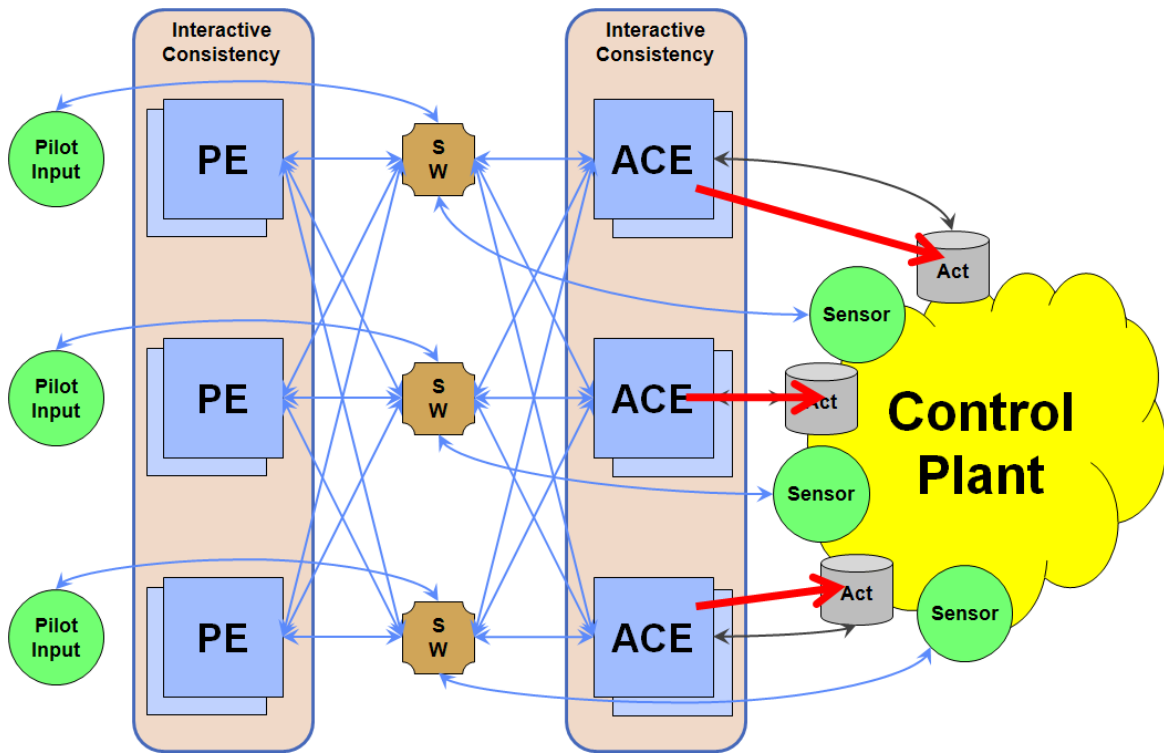 Interactive
Consistency
Interactive
Consistency
Pilot
Input
PE
S
W
ACE
Act
Sensor
Pilot
Input
PE
S
W
ACE
Act
Control
Plant
Sensor
Pilot
Input
PE
S
W
ACE
Act
Sensor